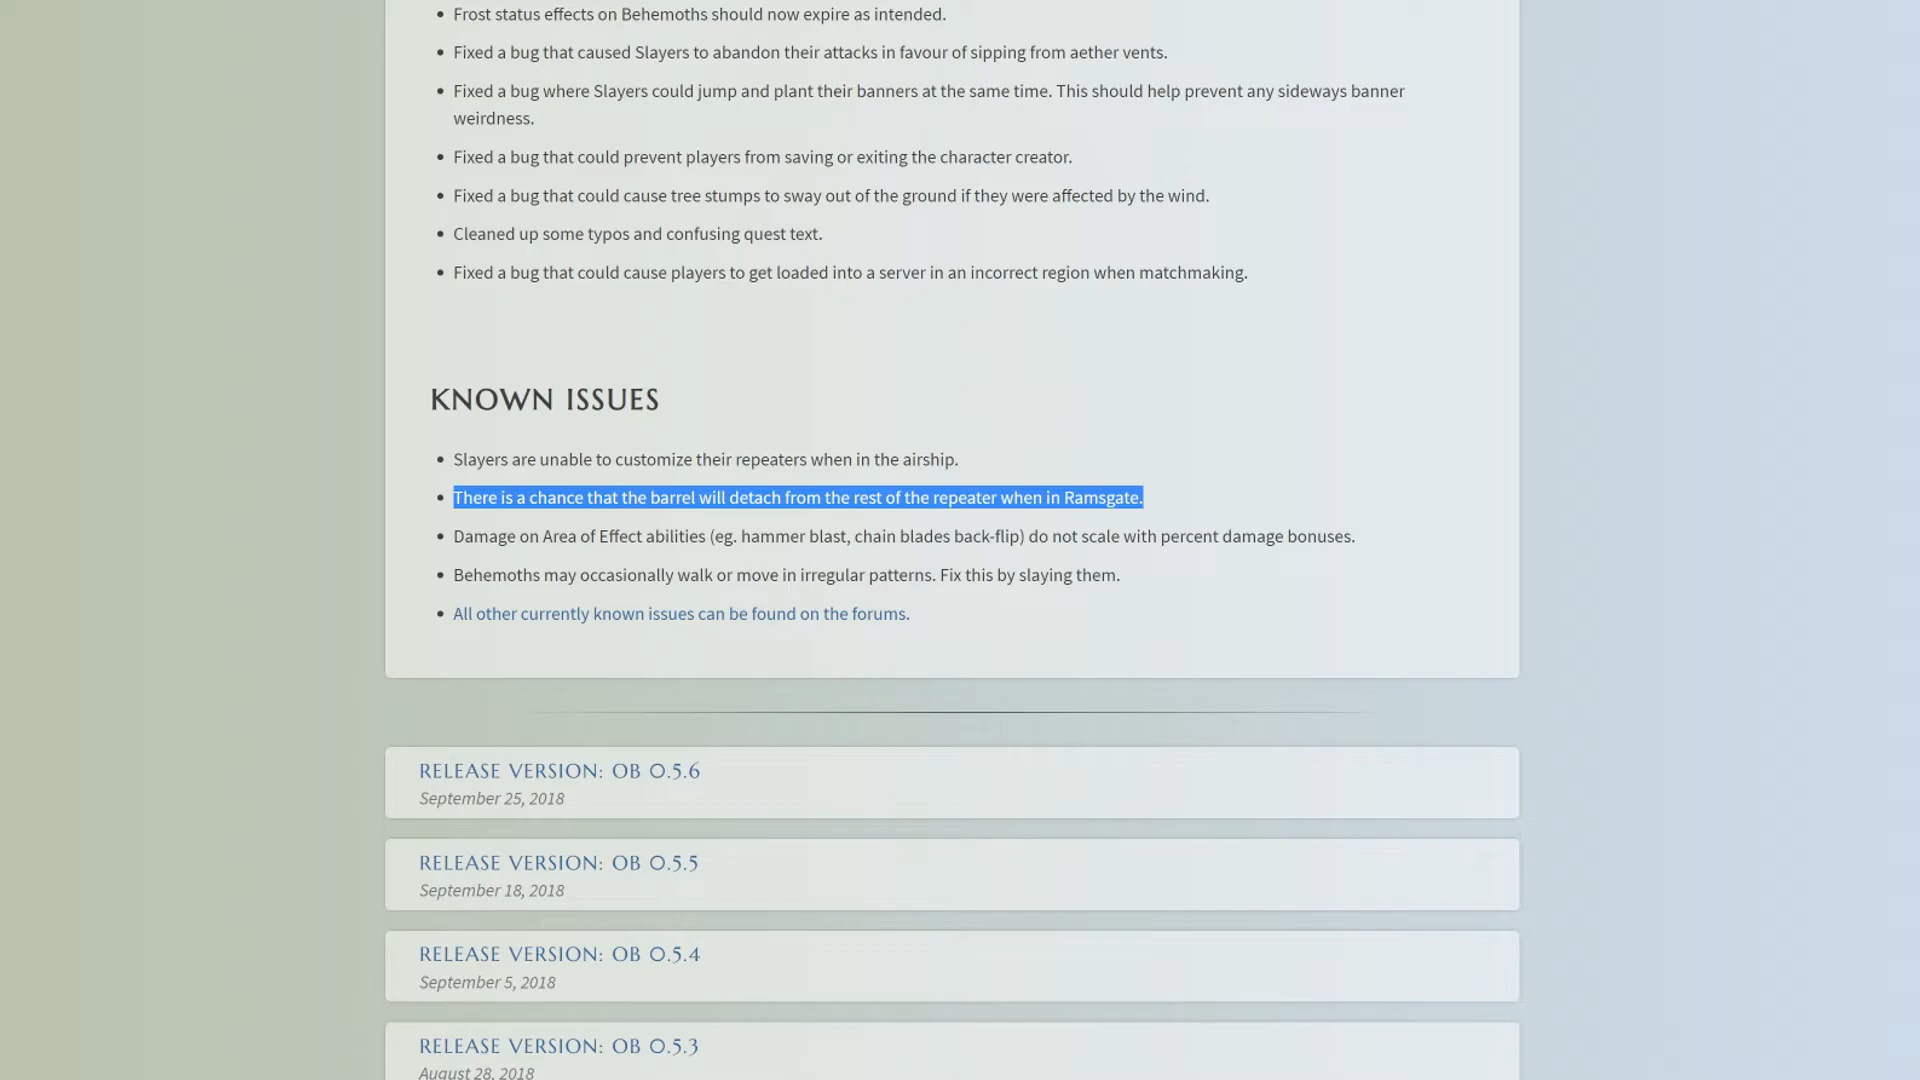 Frost status effects on Behemoths should now expire as intended.
Fixed a bug that caused Slayers to abandon their attacks in favour of sipping from aether vents.
Fixed a bug where Slayers could jump and plant their banners at the same time. This should help prevent any sideways banner
weirdness.
Fixed a bug that could prevent players from saving or exiting the character creator.
Fixed a bug that could cause tree stumps to sway out of the ground if they were affected by the wind.
Cleaned up some typos and confusing quest text.
Fixed a bug that could cause players to get loaded into a server in an incorrect region when matchmaking.
KNOWN ISSUES
Slayers are unable to customize their repeaters when in the airship.
There is a chance that the barrel will detach from the rest of the repeater when in Ramsgate.
Damage on Area of Effect abilities (eg. hammer blast, chain blades back-flip) do not scale with percent damage bonuses.
Behemoths may occasionally walk or move in irregular patterns. Fix this by slaying them.
All other currently known issues can be found on the forums.
RELEASE VERSION: OB 0.5.6
September 25, 2018
RELEASE VERSION: OB 0.5.5
September 18, 2018
RELEASE VERSION: OB 0.5.4
September 5, 2018
RELEASE VERSION: OB 0.5.3
August 28, 2018